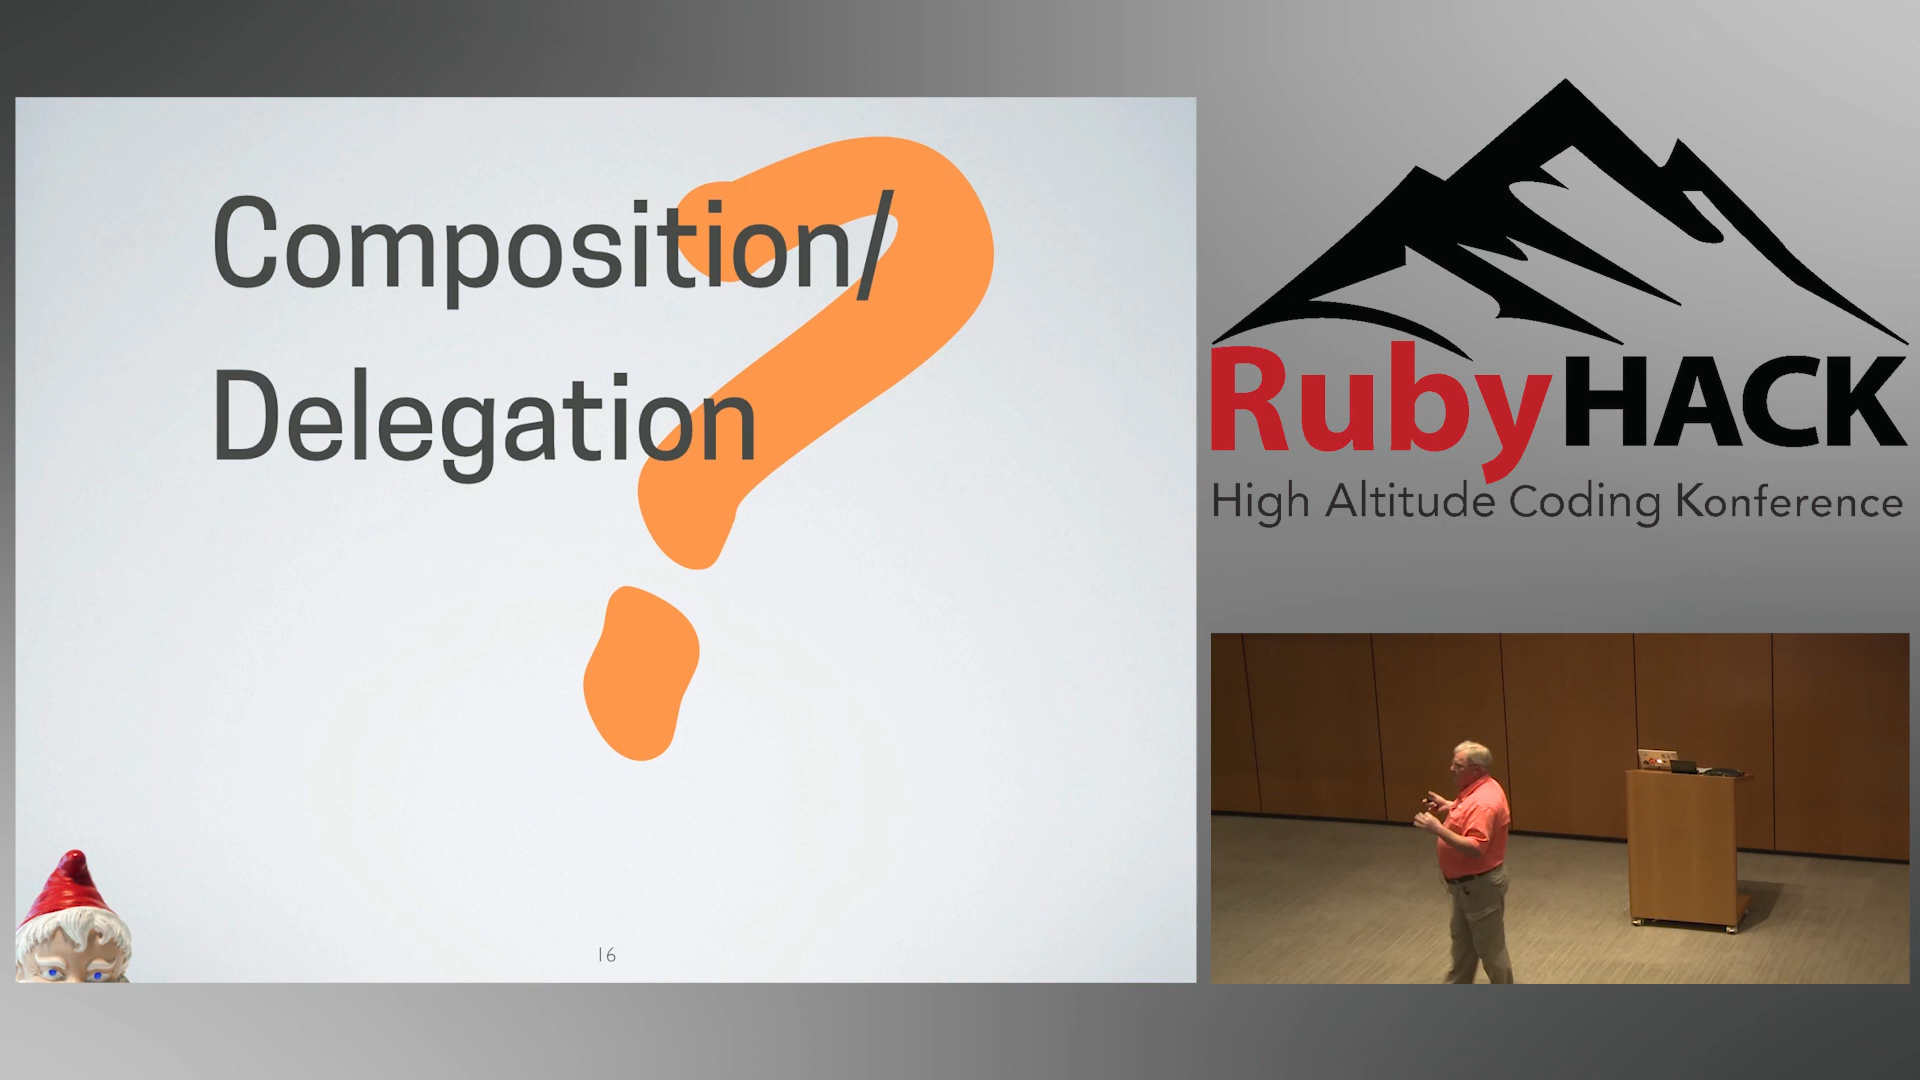 Composition/
Delegation
16
RubyHACK
High Altitude Coding Konference